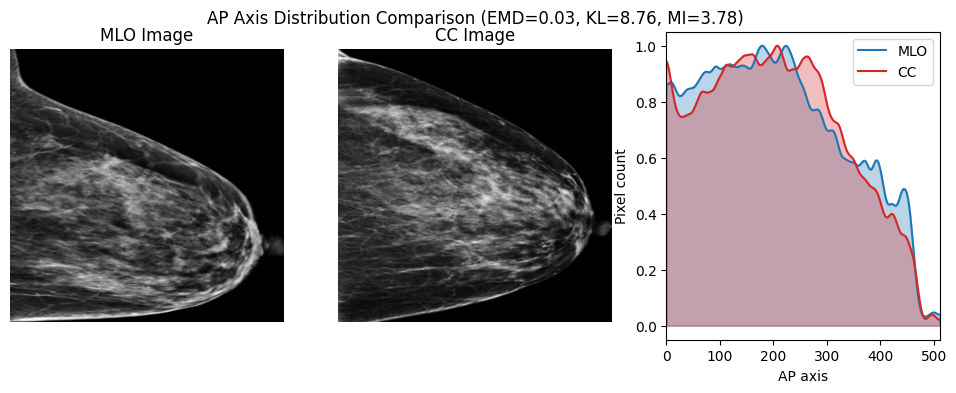 AP Axis Distribution Comparison (EMD=0.03, KL=8.76, MI=3.78)
MLO Image
CC Image
MLO
CC
Pixel count
1.0
0.8
0.6
0.4
0.2
0.0
0 100 200 300 400 500
AP axis